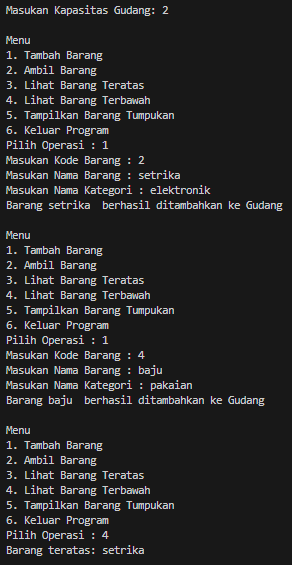 Masukan Kapasitas Gudang: 2
Menu
1. Tambah Barang
2. Ambil Barang
3. Lihat Barang Teratas
4. Lihat Barang Terbawah
5. Tampilkan Barang Tumpukan
6. Keluar Program
Pilih Operasi : 1
Masukan Kode Barang : 2
Masukan Nama Barang : setrika
Masukan Nama Kategori : elektronik
Barang setrika  berhasil ditambahkan ke Gudang
Menu
1. Tambah Barang
2. Ambil Barang
3. Lihat Barang Teratas
4. Lihat Barang Terbawah
5. Tampilkan Barang Tumpukan
6. Keluar Program
Pilih Operasi : 1
Masukan Kode Barang : 4
Masukan Nama Barang : baju
Masukan Nama Kategori : pakaian
Barang baju  berhasil ditambahkan ke Gudang
Menu
1. Tambah Barang
2. Ambil Barang
3. Lihat Barang Teratas
4. Lihat Barang Terbawah
5. Tampilkan Barang Tumpukan
6. Keluar Program
Pilih Operasi : 4
Barang teratas: setrika